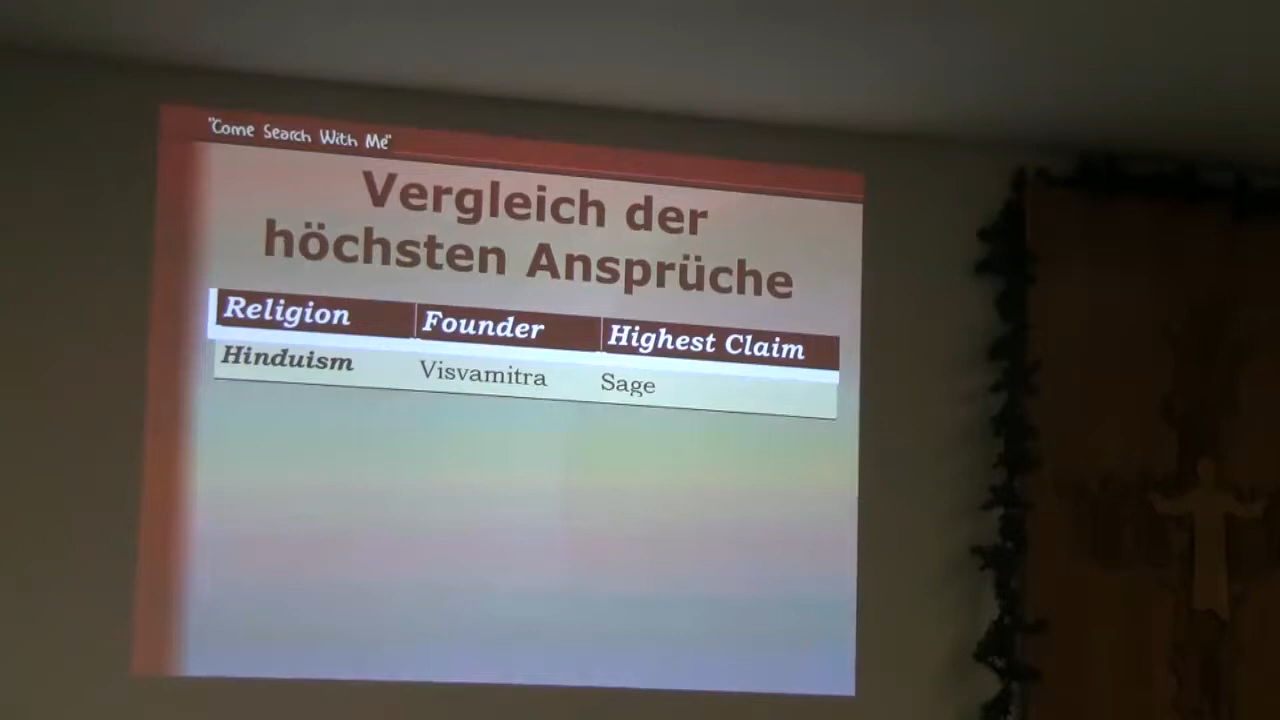 "Come Search With Me"
Vergleich der
höchsten Ansprüche
Religion Founder Highest Claim
Hinduism Visvamitra Sage